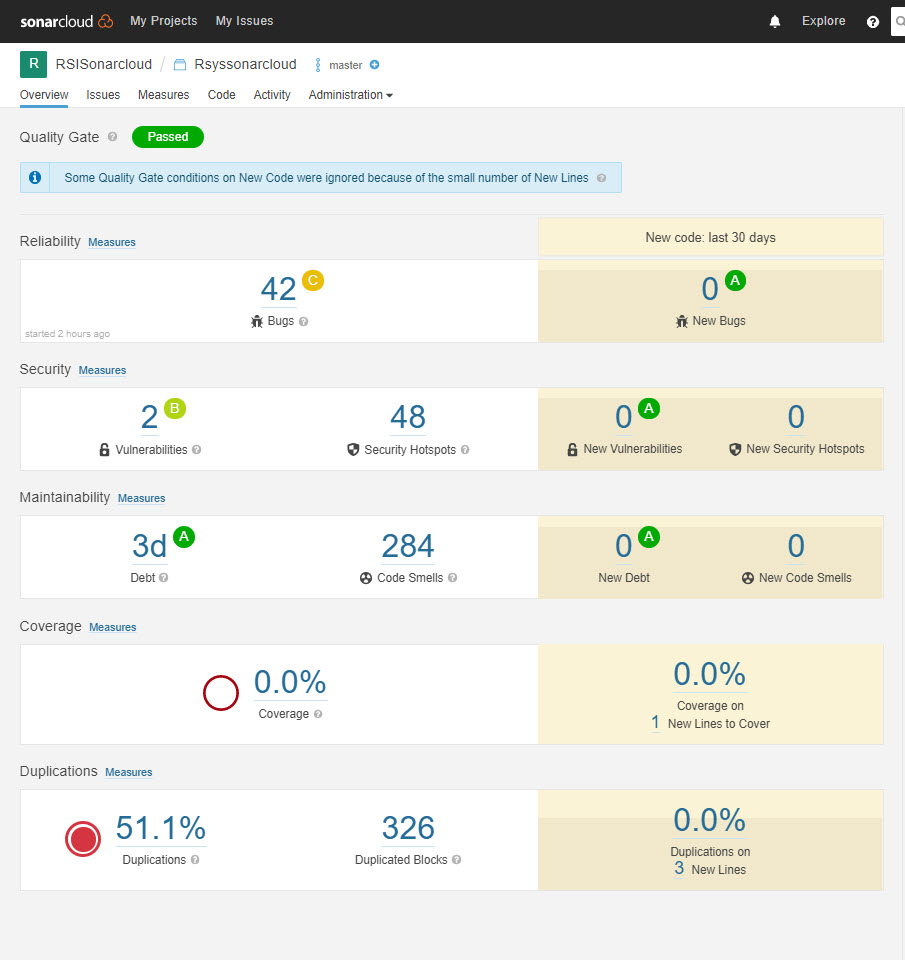 sonarcloud My Projects My Issues Explore ?
R RSISonarcloud / Rsyssonarcloud master
Overview Issues Measures Code Activity Administration
Quality Gate ? Passed
Some Quality Gate conditions on New Code were ignored because of the small number of New Lines ?
Reliability Measures
New code: last 30 days
42 C
Bugs ?
started 2 hours ago
0 A
New Bugs
Security Measures
2 B
Vulnerabilities ?
48
Security Hotspots ?
0 A
New Vulnerabilities
0
New Security Hotspots
Maintainability Measures
3d A
Debt ?
284
Code Smells ?
0 A
New Debt
0
New Code Smells
Coverage Measures
0.0%
Coverage ?
0.0%
Coverage on
1 New Lines to Cover
Duplications Measures
51.1%
Duplications ?
326
Duplicated Blocks ?
0.0%
Duplications on
3 New Lines